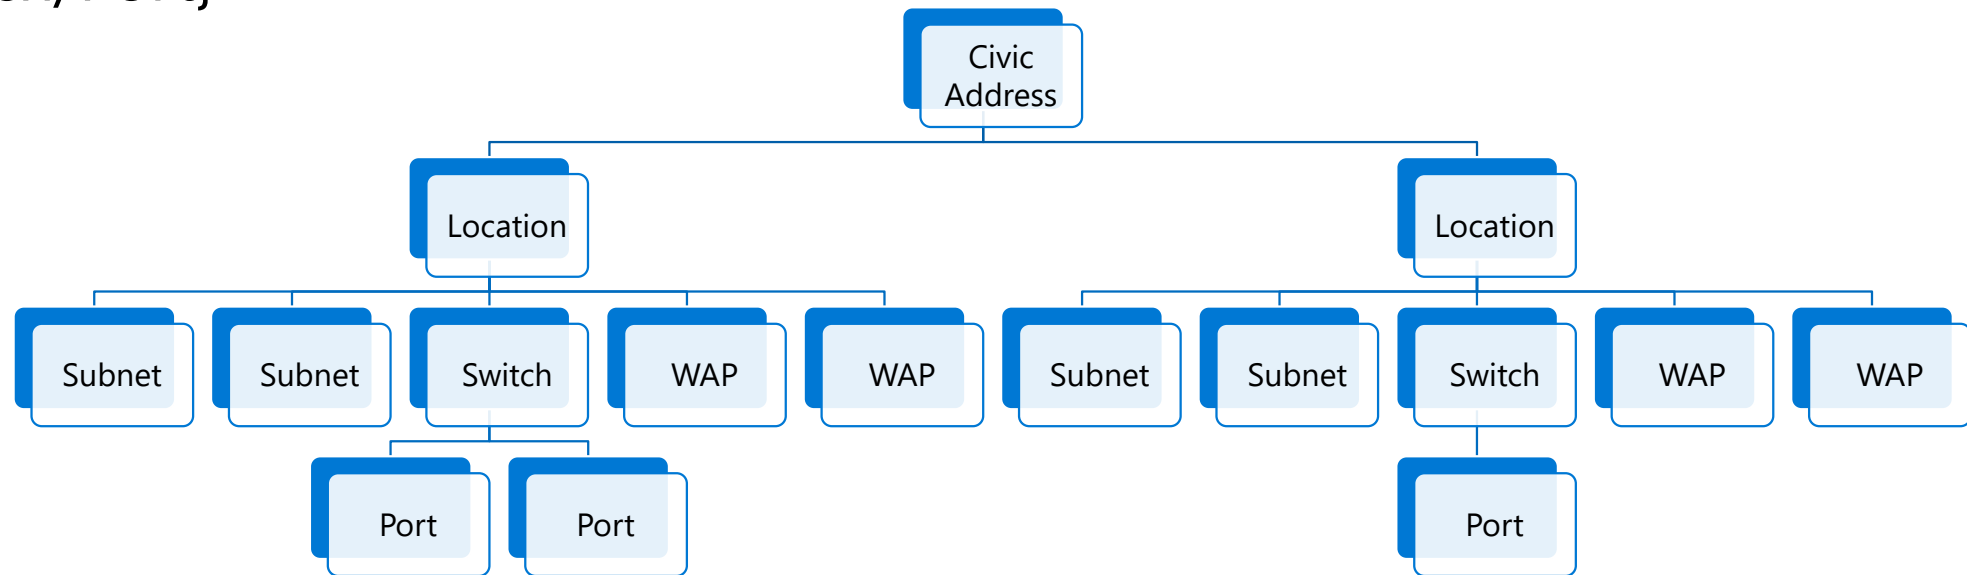 Civic
Address
Location
Location
Subnet
Subnet
Switch
WAP
WAP
Subnet
Subnet
Switch
WAP
WAP
Port
Port
Port